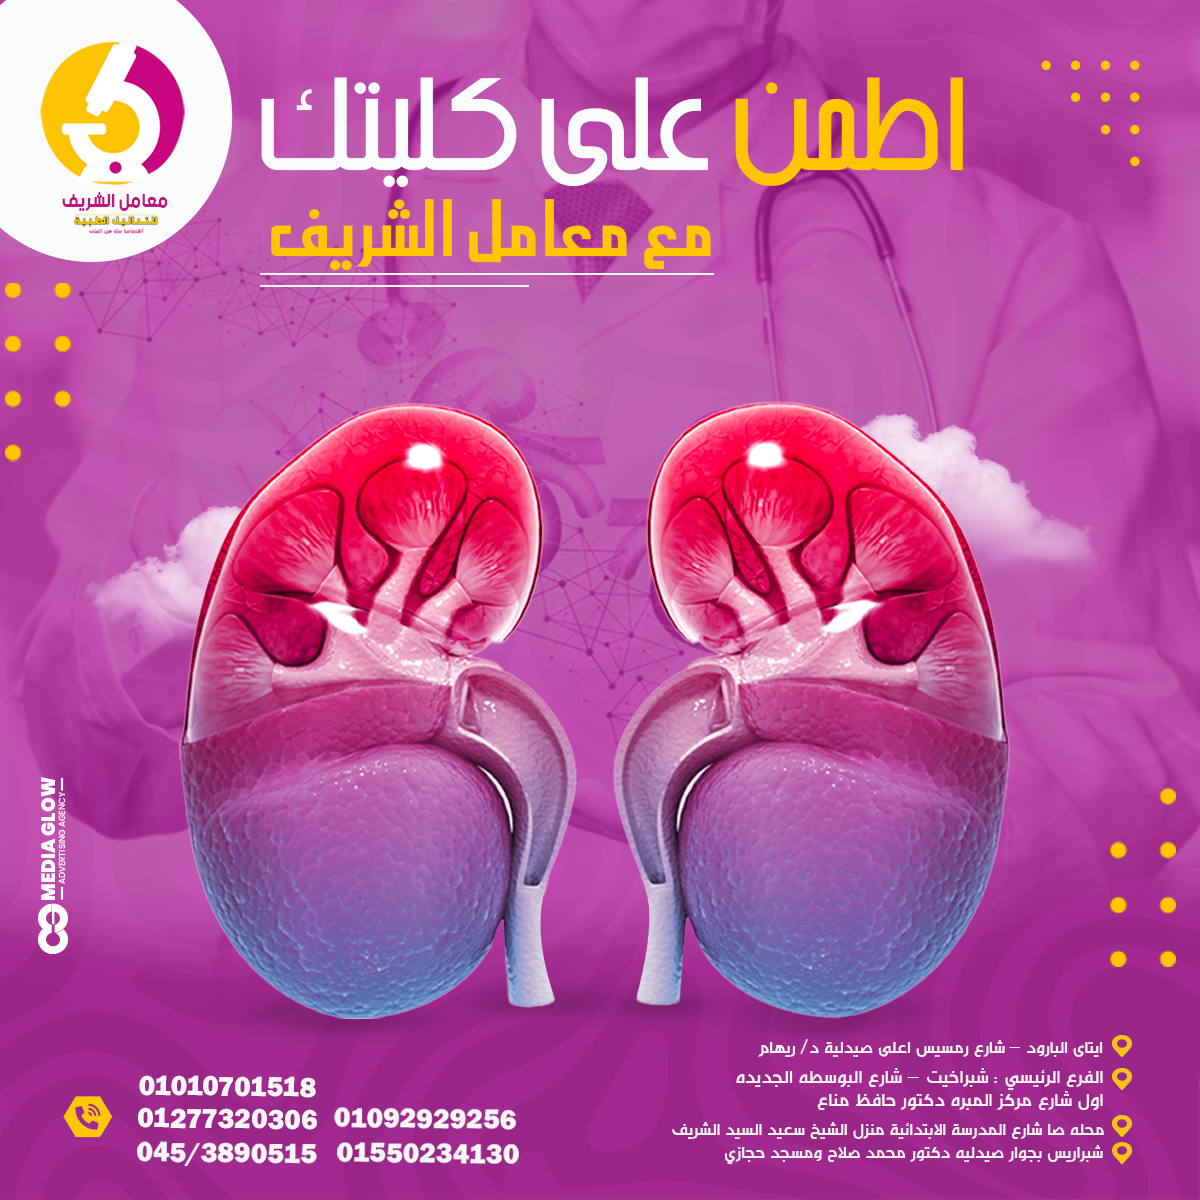 معامل الشريف
للتحاليل الطبية
اطمن على كليتك
مع معامل الشريف
MEDIA GLOW
ADVERTISING AGENCY
ايتاى البارود – شارع رمسيس اعلى صيدلية د/ ريهام
الفرع الرئيسي : شبراخيت – شارع البوسطه الجديده
اول شارع مركز المبره دكتور حافظ مناع
محله صا شارع المدرسة الابتدائية منزل الشيخ سعيد السيد الشريف
شبراريس بجوار صيدليه دكتور محمد صلاح ومسجد حجازي
01010701518
01277320306 01092929256
045/3890515 01550234130